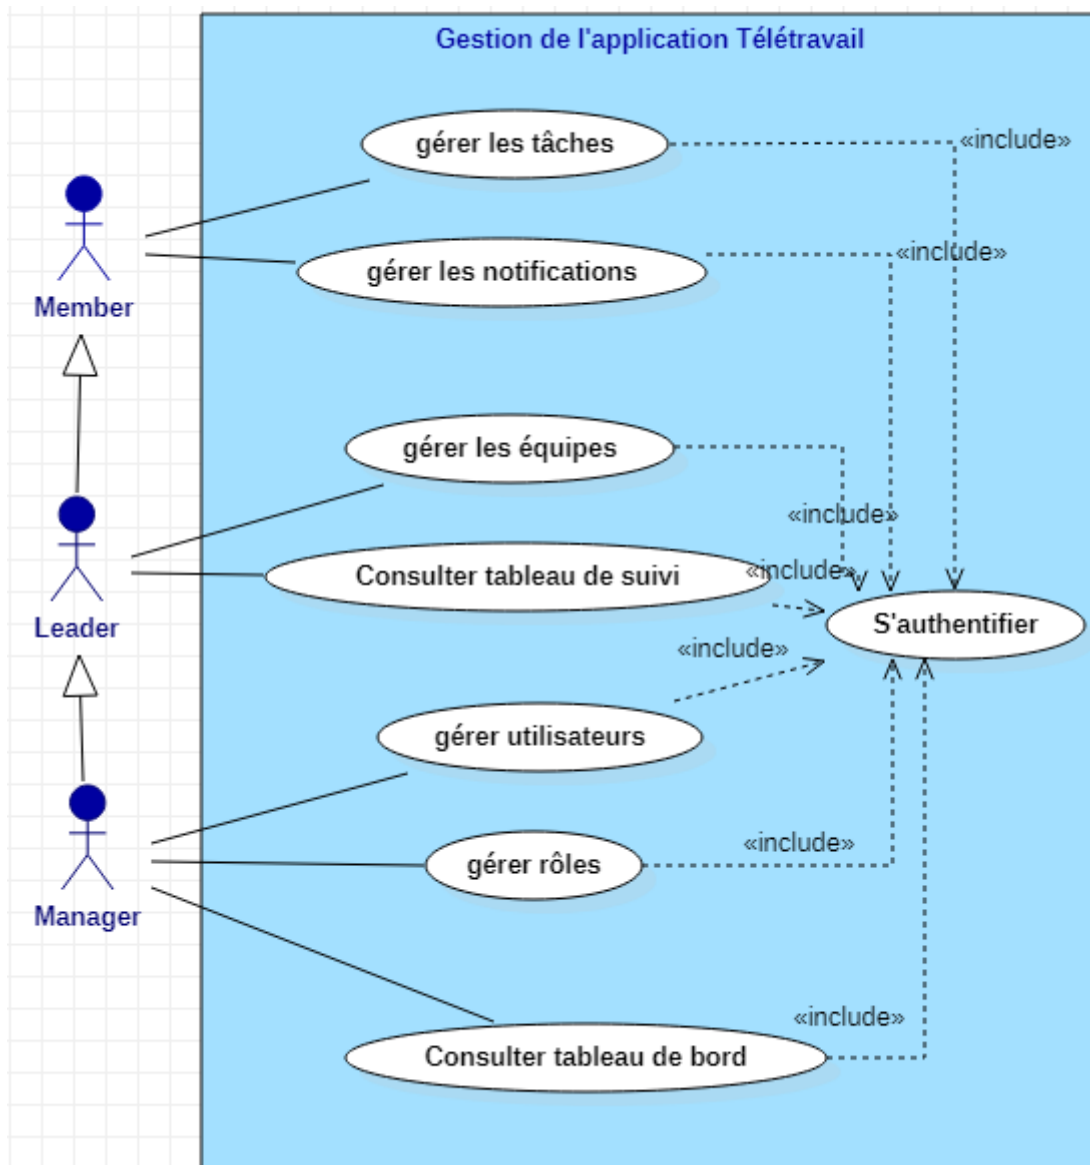 Gestion de l'application Télétravail
gérer les tâches
«include»
gérer les notifications
«include»
Member
gérer les équipes
«include»
Consulter tableau de suivi
«include»
Leader
S'authentifier
«include»
gérer utilisateurs
gérer rôles
«include»
Manager
«include»
Consulter tableau de bord